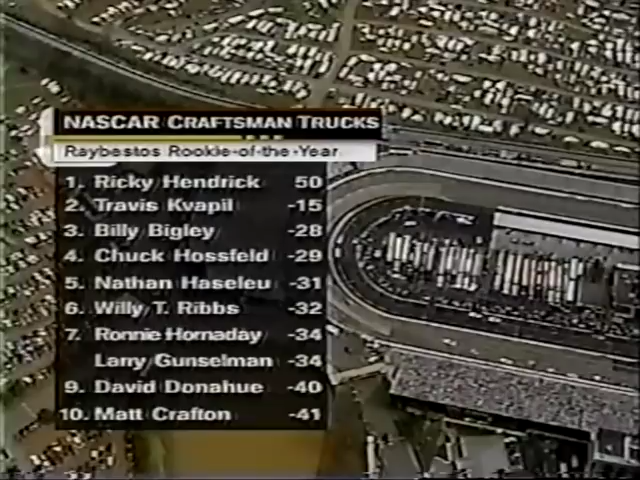 NASCAR CRAFTSMAN TRUCKS
Raybestos Rookie-of-the-Year
1. Ricky Hendrick 50
2. Travis Kvapil -15
3. Billy Bigley -28
4. Chuck Hossfeld -29
5. Nathan Haseleu -31
6. Willy T. Ribbs -32
7. Ronnie Hornaday -34
Larry Gunselman -34
9. David Donahue -40
10. Matt Crafton -41